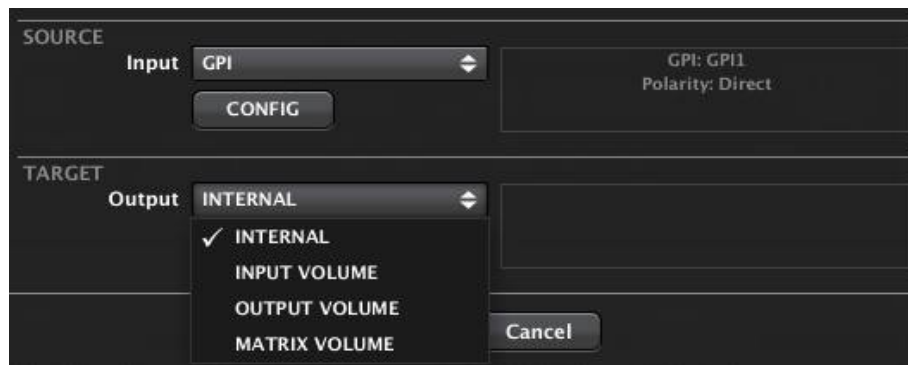 SOURCE
Input GPI
GPI: GPI1
Polarity: Direct
CONFIG
TARGET
Output INTERNAL
✓ INTERNAL
INPUT VOLUME
OUTPUT VOLUME
MATRIX VOLUME
Cancel